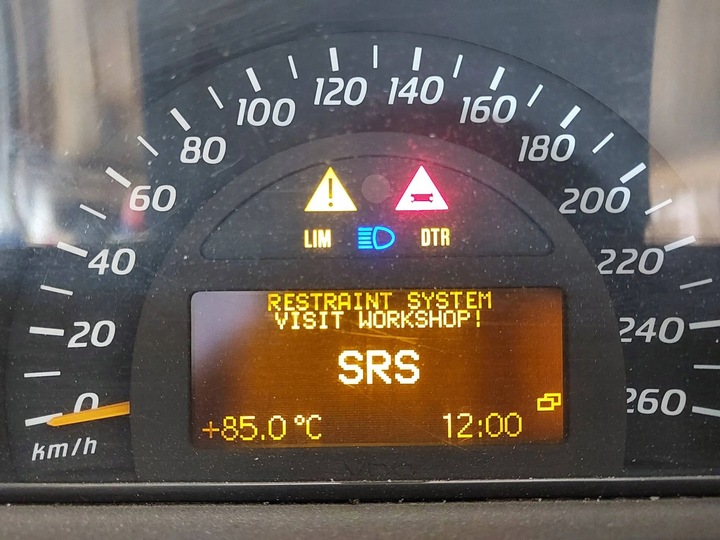 0
20
40
60
80
100
120
140
160
180
200
220
240
260
km/h
LIM
DTR
RESTRAINT SYSTEM
VISIT WORKSHOP!
SRS
+85.0 °C
12:00